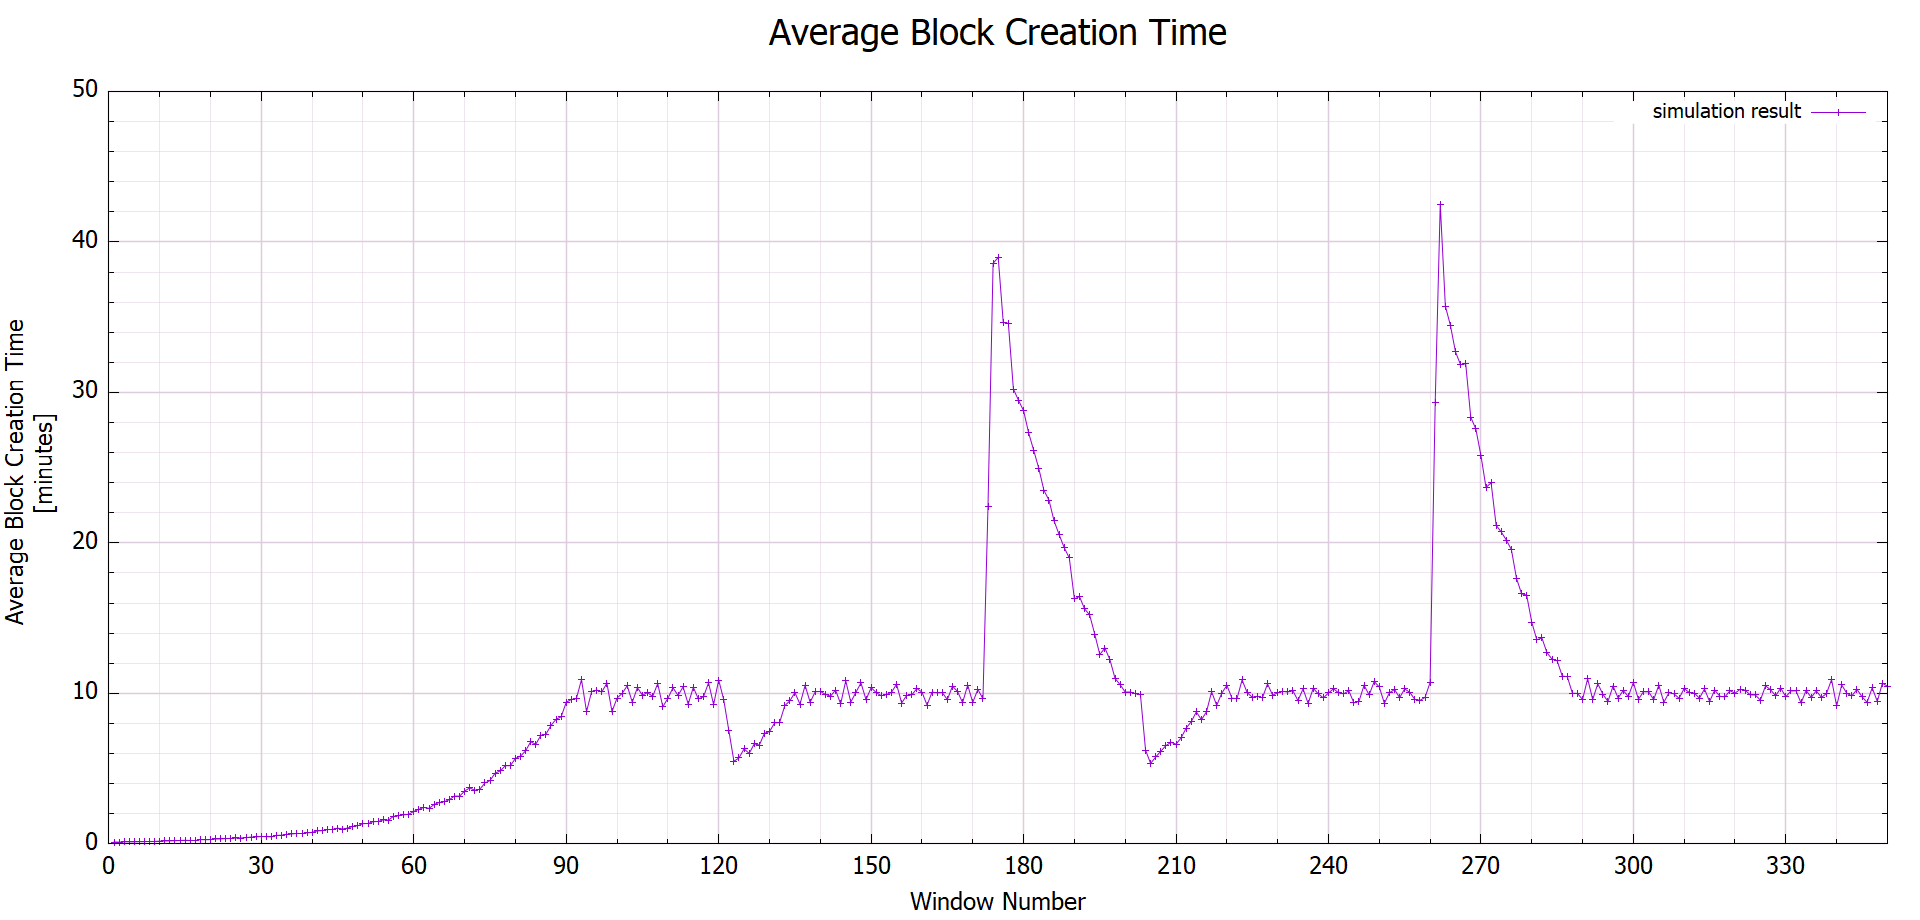 Average Block Creation Time
simulation result
50
40
30
20
10
0
Average Block Creation Time
[minutes]
0 30 60 90 120 150 180 210 240 270 300 330
Window Number